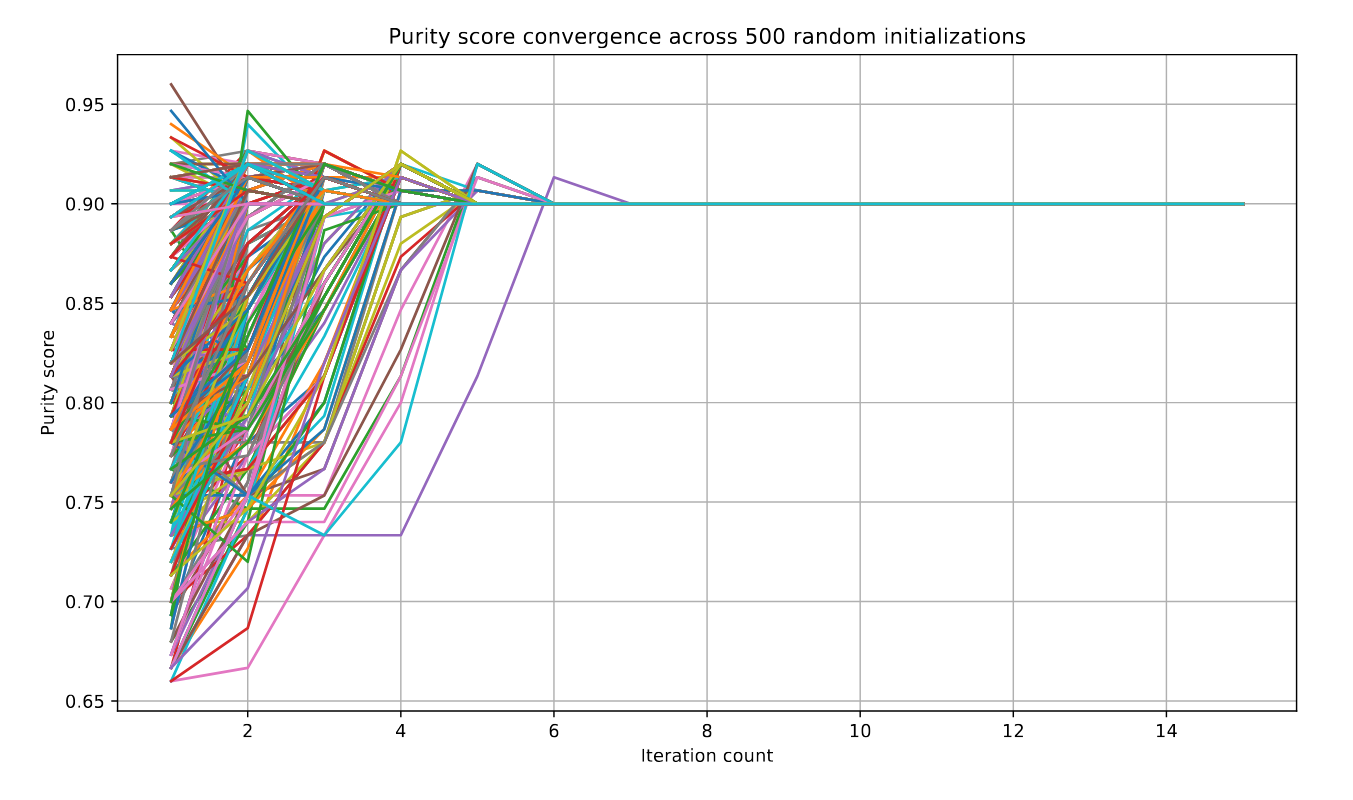 Purity score convergence across 500 random initializations
0.95
0.90
0.85
0.80
0.75
0.70
0.65
Purity score
2 4 6 8 10 12 14
Iteration count